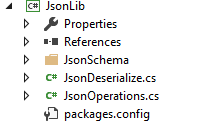 JsonLib
Properties
References
JsonSchema
C# JsonDeserialize.cs
C# JsonOperations.cs
packages.config